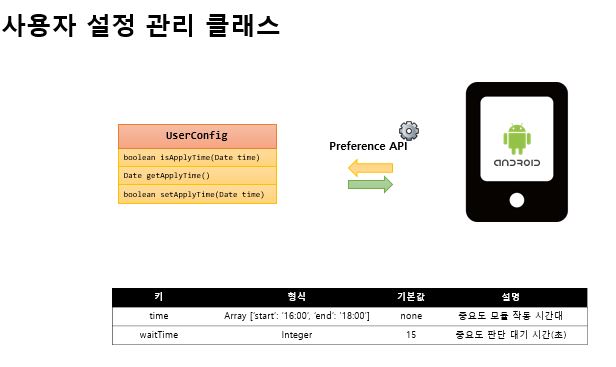 사용자 설정 관리 클래스
UserConfig
boolean isApplyTime(Date time)
Date getApplyTime()
boolean setApplyTime(Date time)
Preference API
ANDROID
키 형식 기본값 설명
time Array ['start': '16:00', 'end': '18:00'] none 중요도 모듈 작동 시간대
waitTime Integer 15 중요도 판단 대기 시간(초)